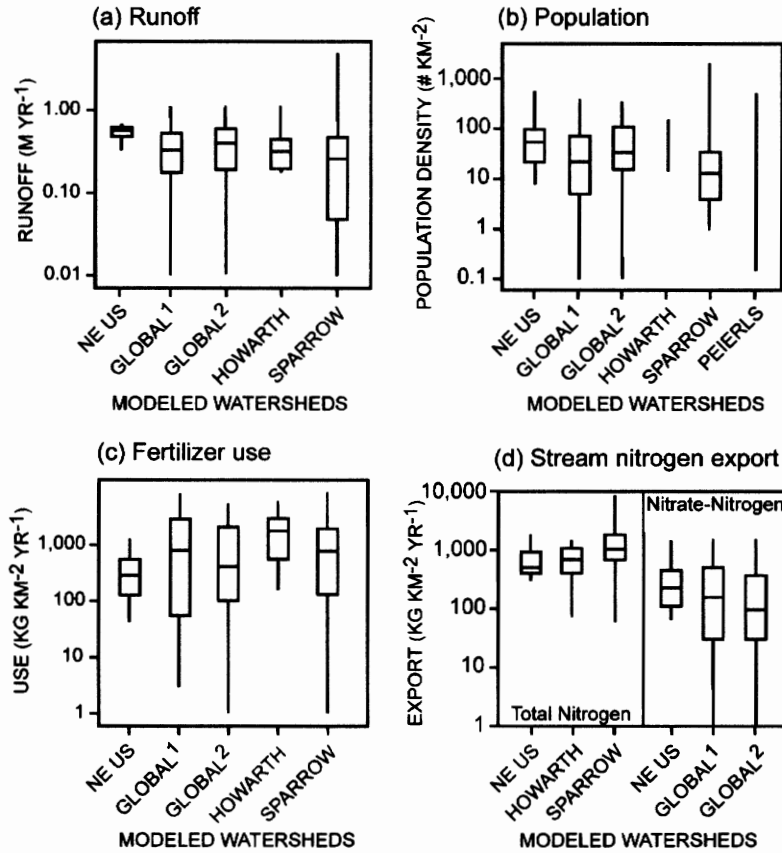 (a) Runoff
RUNOFF (M YR-1)
1.00
0.10
0.01
NE US
GLOBAL 1
GLOBAL 2
HOWARTH
SPARROW
MODELED WATERSHEDS
(b) Population
POPULATION DENSITY (# KM-2)
1,000
100
10
1
0.1
NE US
GLOBAL 1
GLOBAL 2
HOWARTH
SPARROW
PEIERLS
MODELED WATERSHEDS
(c) Fertilizer use
USE (KG KM-2 YR-1)
1,000
100
10
1
NE US
GLOBAL 1
GLOBAL 2
HOWARTH
SPARROW
MODELED WATERSHEDS
(d) Stream nitrogen export
EXPORT (KG KM-2 YR-1)
10,000
1,000
100
10
1
Nitrate-Nitrogen
Total Nitrogen
NE US
HOWARTH
SPARROW
NE US
GLOBAL 1
GLOBAL 2
MODELED WATERSHEDS